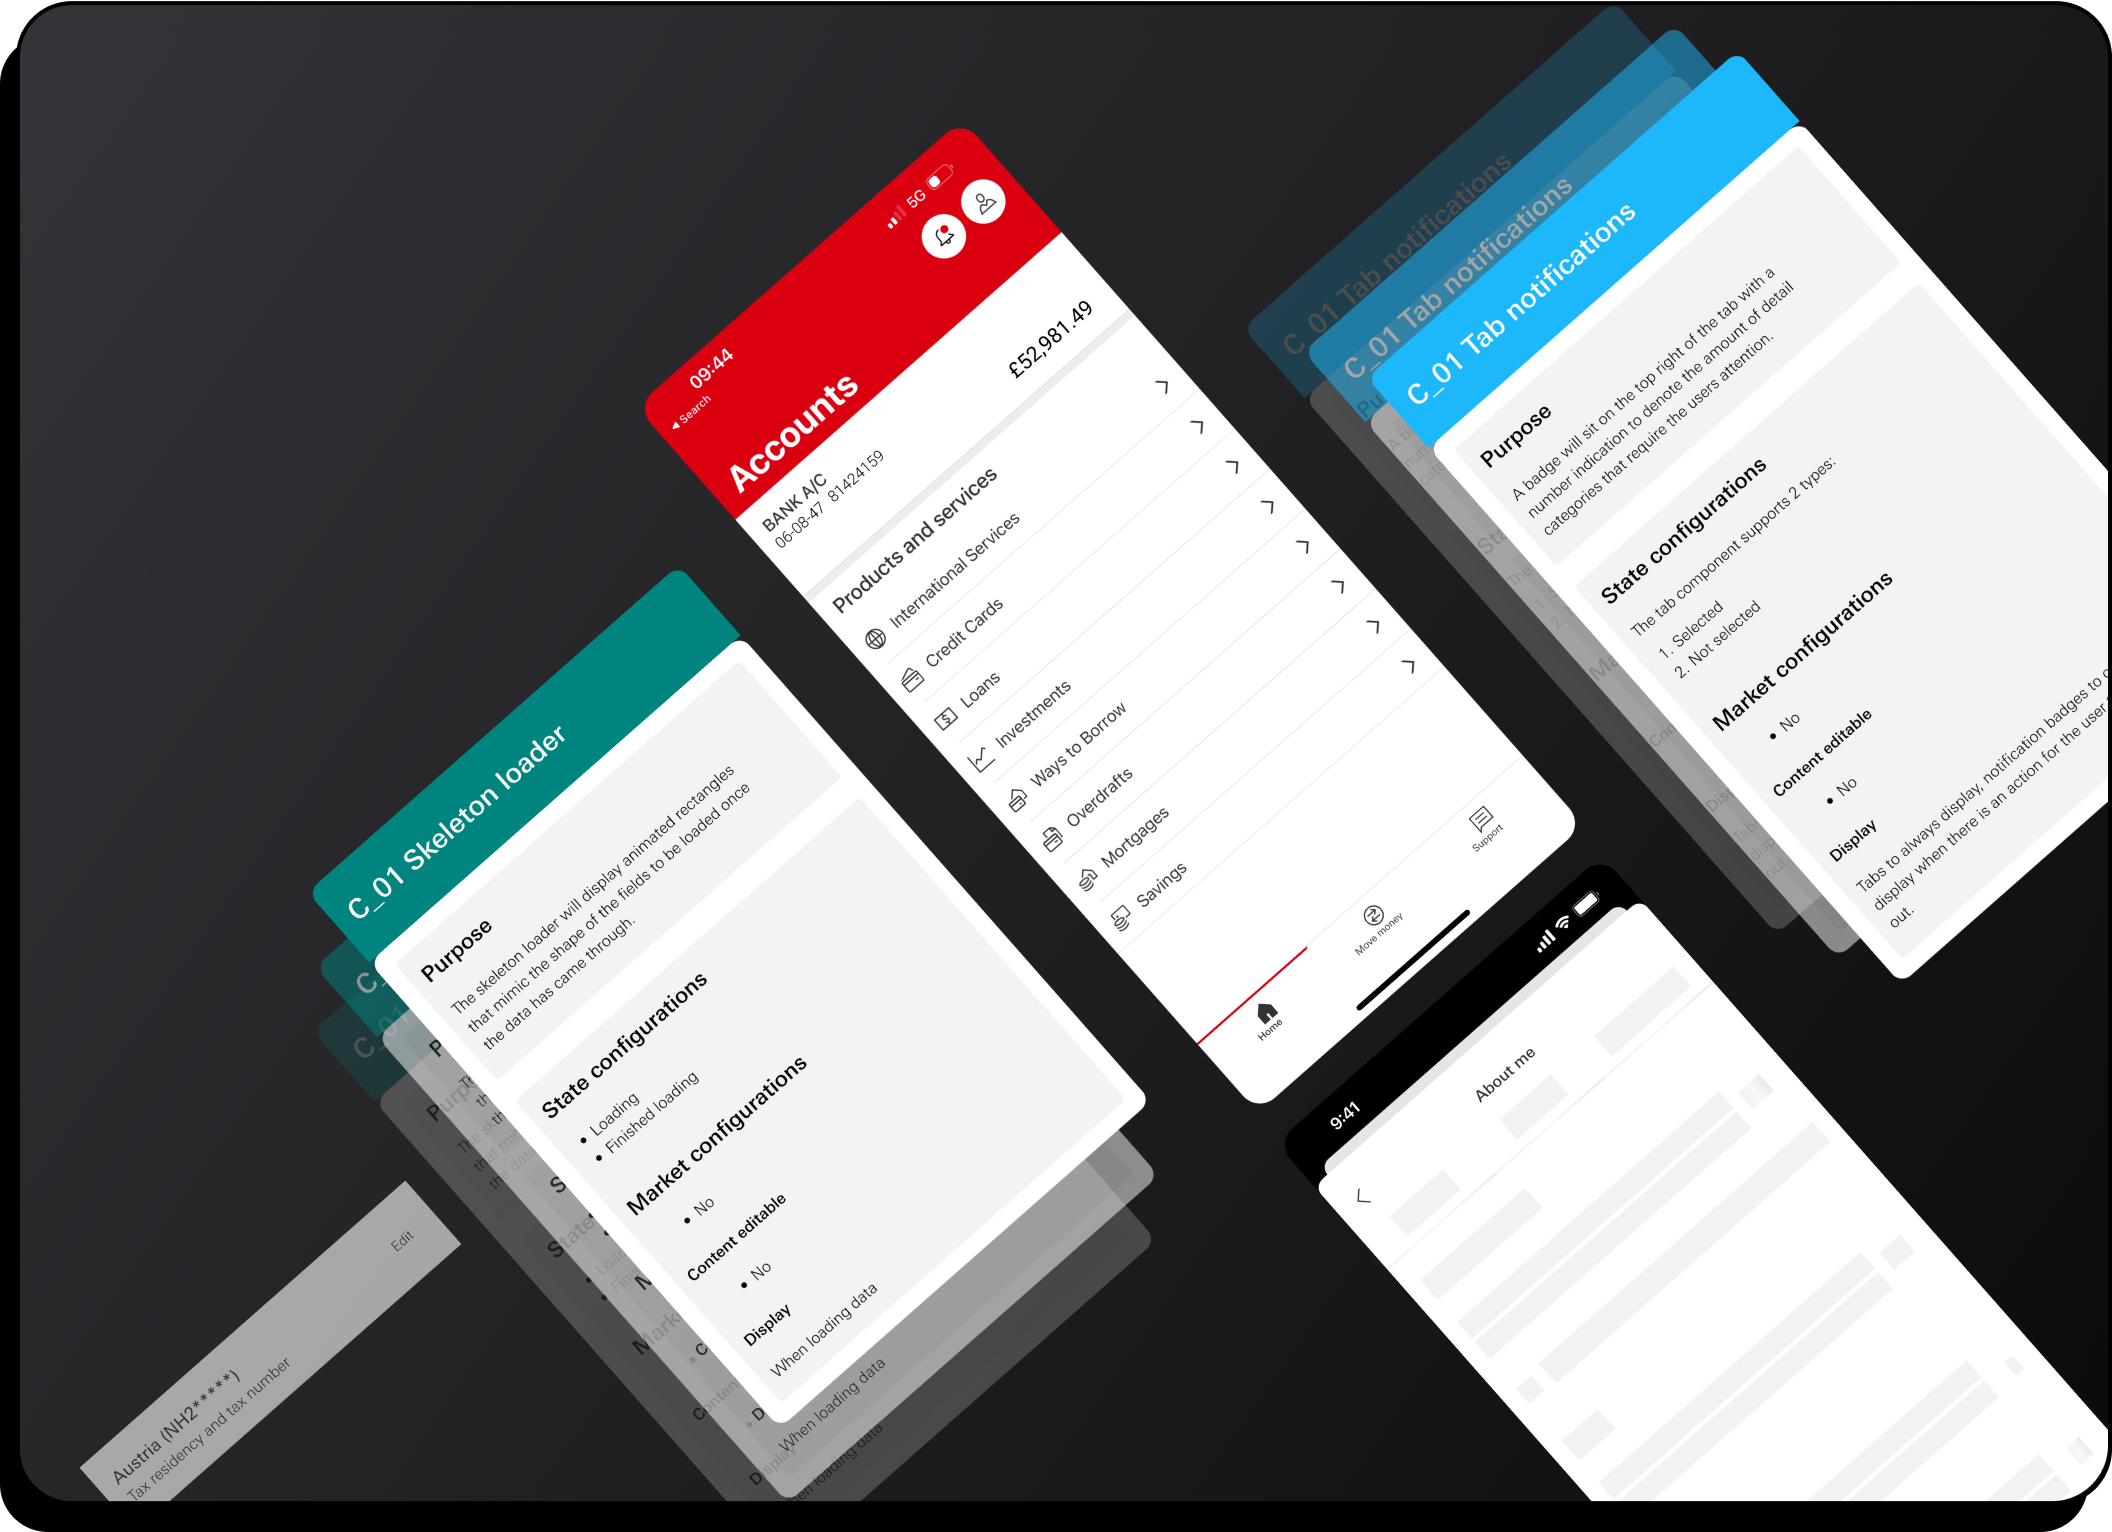 09:44
5G
◀ Search
Accounts
BANK A/C
06-08-47 81424159
£52,981.49
Products and services
International Services
Credit Cards
Loans
Investments
Ways to Borrow
Overdrafts
Mortgages
Savings
Home
Move money
Support
C_01 Tab notifications
C_01 Tab notifications
C_01 Tab notifications
Purpose
A badge will sit on the top right of the tab with a
number indication to denote the amount of detail
categories that require the users attention.
State configurations
The tab component supports 2 types:
1. Selected
2. Not selected
Market configurations
• No
Content editable
• No
Display
Tabs to always display, notification badges to
display when there is an action for the user
out.
C_01 Skeleton loader
Purpose
The skeleton loader will display animated rectangles
that mimic the shape of the fields to be loaded once
the data has came through.
State configurations
• Loading
• Finished loading
Market configurations
• No
Content editable
• No
Display
When loading data
When loading data
loading data
9:41
About me
Edit
Austria (NH2*****)
Tax residency and tax number